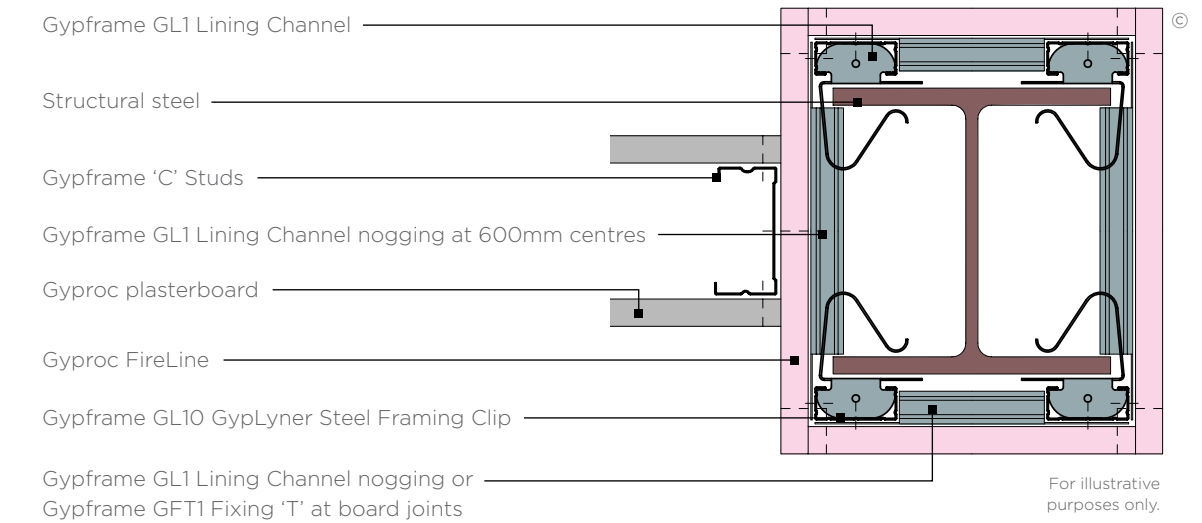 Gypframe GL1 Lining Channel
©
Structural steel
Gypframe ‘C’ Studs
Gypframe GL1 Lining Channel nogging at 600mm centres
Gyproc plasterboard
Gyproc FireLine
Gypframe GL10 GypLyner Steel Framing Clip
Gypframe GL1 Lining Channel nogging or
Gypframe GFT1 Fixing ‘T’ at board joints
For illustrative
purposes only.